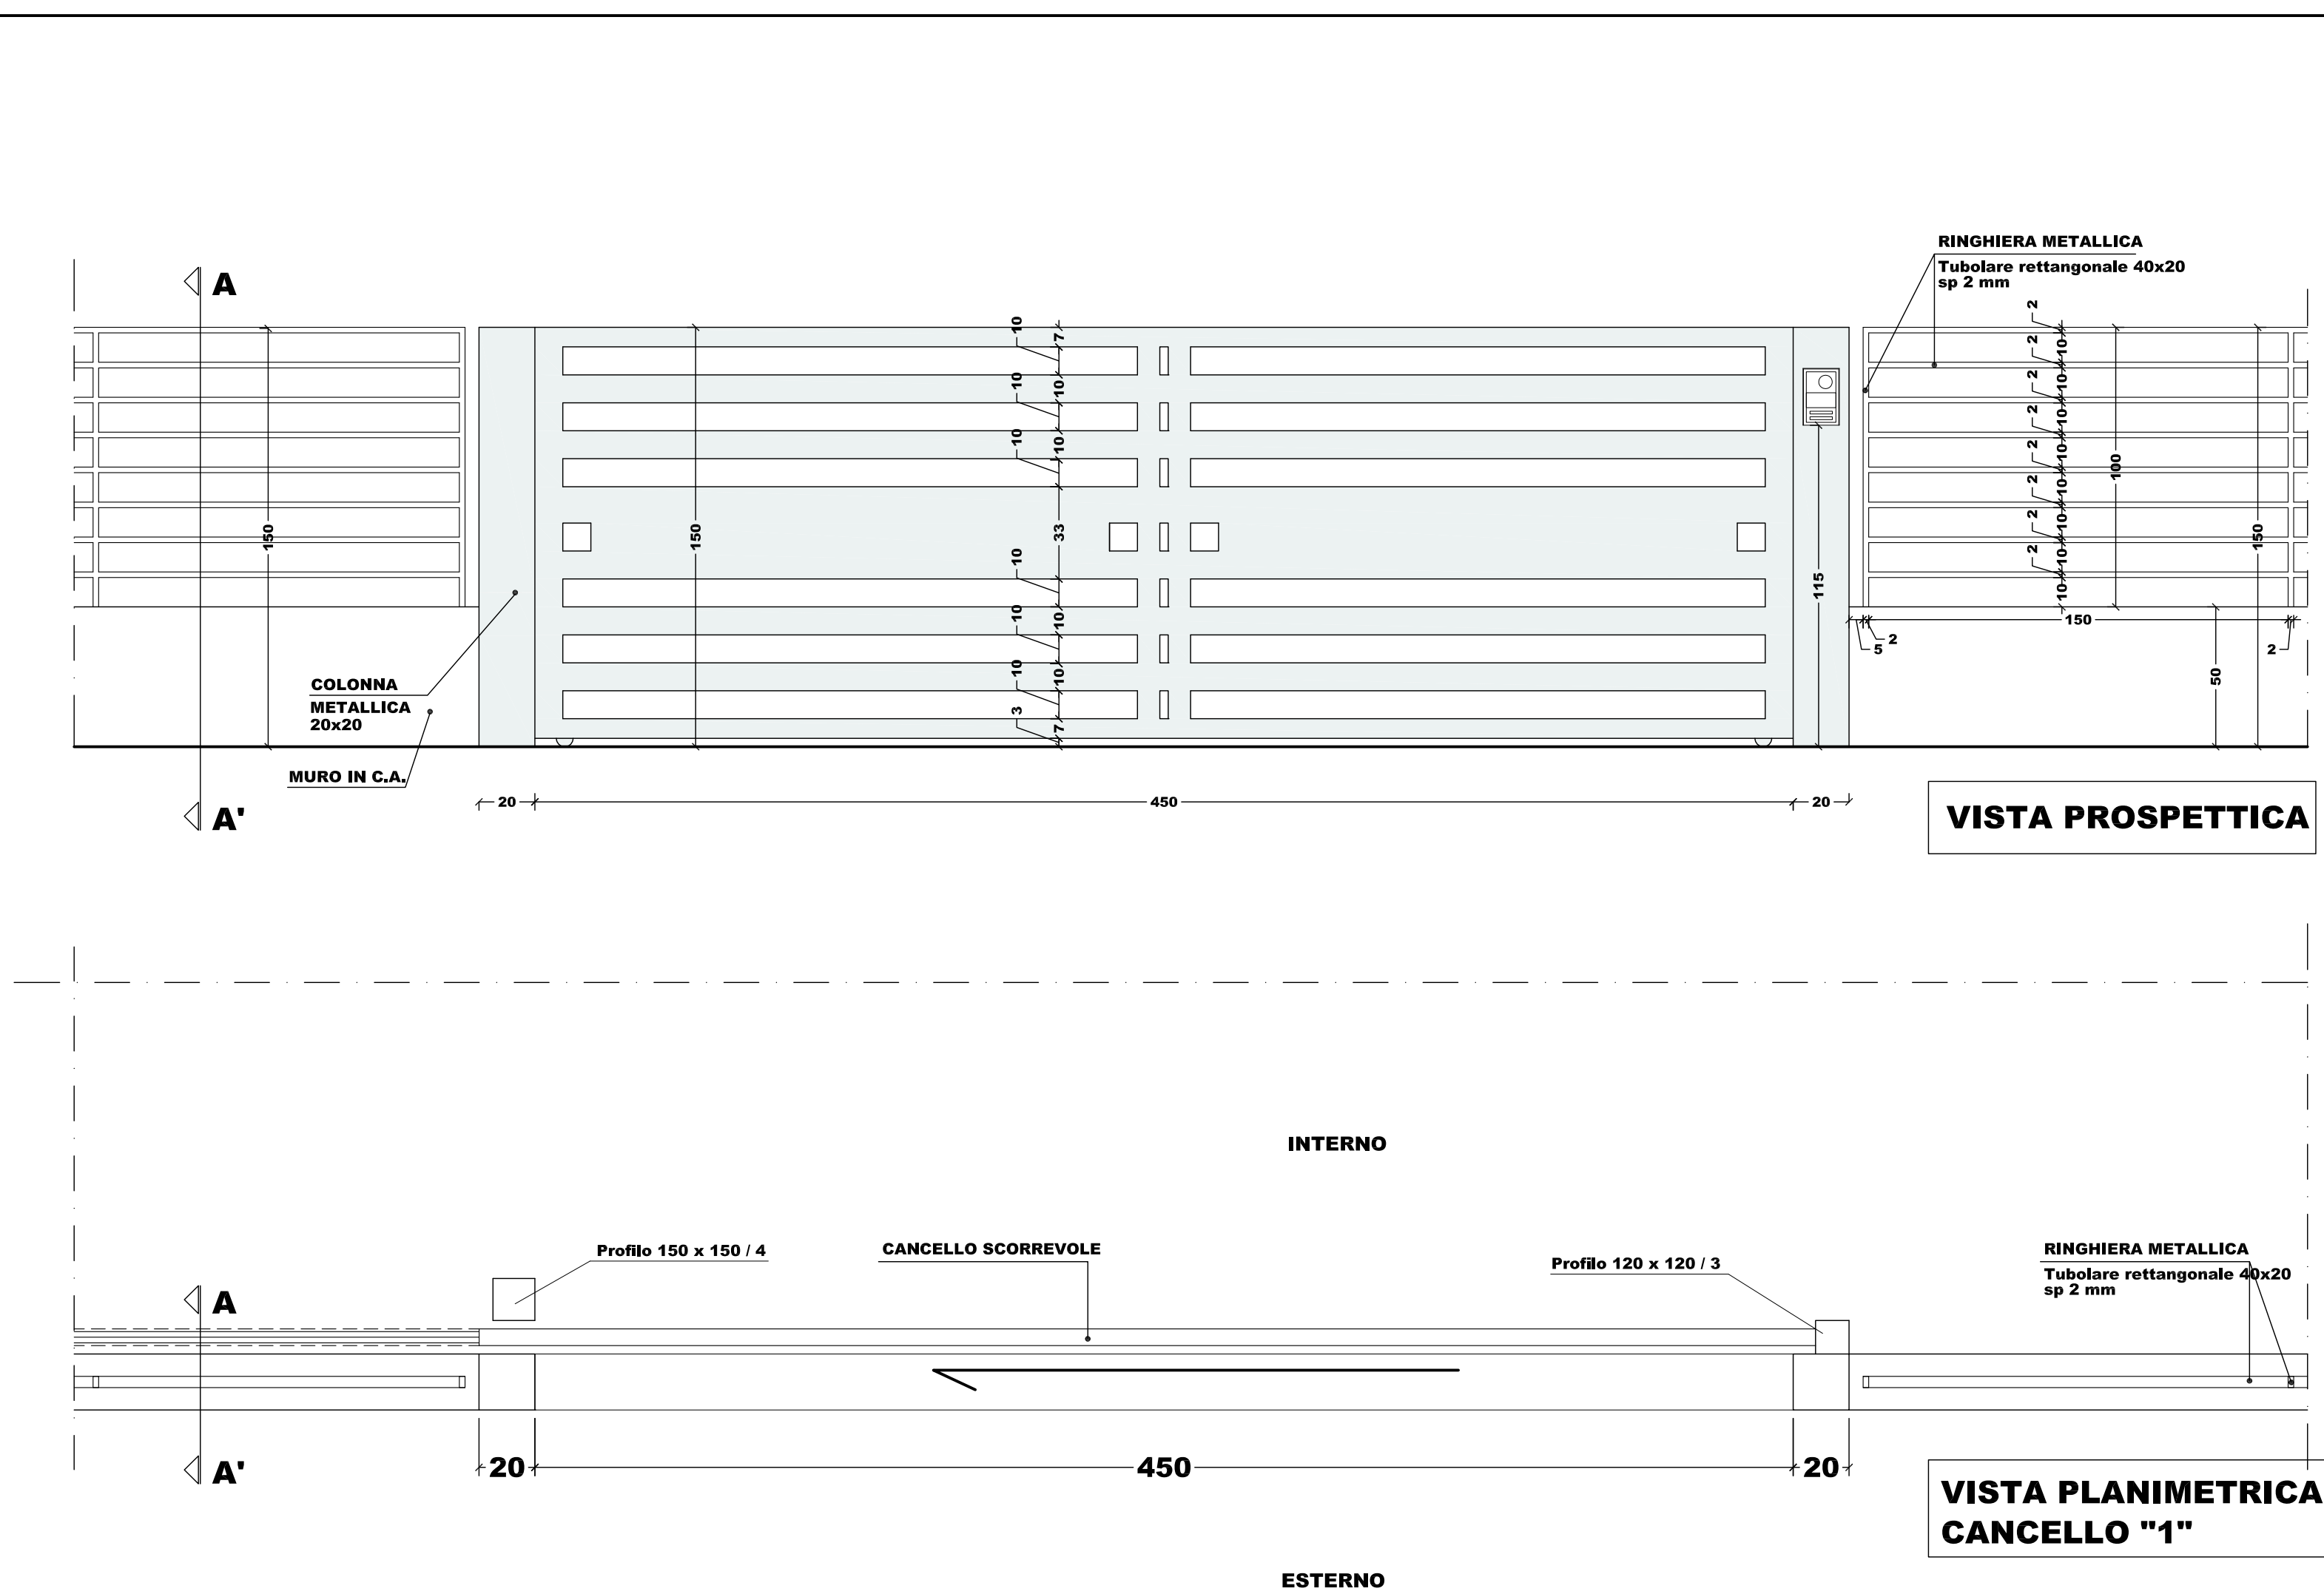 RINGHIERA METALLICA
Tubolare rettangonale 40x20
sp 2 mm
A
10
7
10
10
10
10
10
33
10
10
10
10
10
3
7
150
150
115
2
10
2
10
2
10
2
10
2
10
2
10
2
10
2
10
100
150
150
5
2
2
50
COLONNA
METALLICA
20x20
MURO IN C.A.
A'
20
450
20
VISTA PROSPETTICA
INTERNO
Profilo 150 x 150 / 4
CANCELLO SCORREVOLE
Profilo 120 x 120 / 3
RINGHIERA METALLICA
Tubolare rettangonale 40x20
sp 2 mm
A
A'
20
450
20
VISTA PLANIMETRICA
CANCELLO "1"
ESTERNO